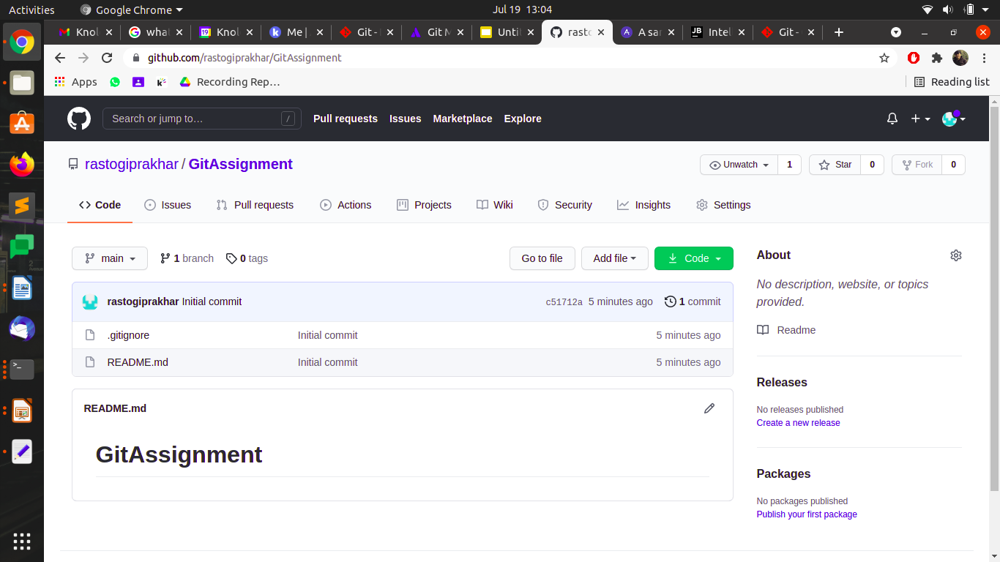 Activities Google Chrome Jul 19 13:04
Knol what Knol Me | Git - Git M Untit rasto A sar Intel Git -
github.com/rastogiprakhar/GitAssignment
Apps Recording Rep… Reading list
Search or jump to… / Pull requests Issues Marketplace Explore
rastogiprakhar / GitAssignment Unwatch 1 Star 0 Fork 0
Code Issues Pull requests Actions Projects Wiki Security Insights Settings
main 1 branch 0 tags Go to file Add file Code
rastogiprakhar Initial commit c51712a 5 minutes ago 1 commit
.gitignore Initial commit 5 minutes ago
README.md Initial commit 5 minutes ago
README.md
GitAssignment
About
No description, website, or topics
provided.
Readme
Releases
No releases published
Create a new release
Packages
No packages published
Publish your first package